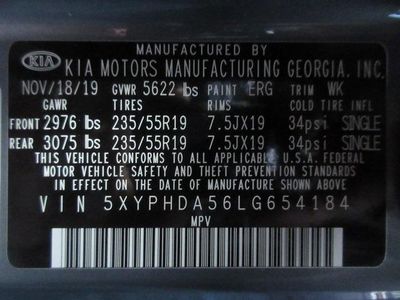 MANUFACTURED BY
KIA KIA MOTORS MANUFACTURING GEORGIA, INC.
NOV/18/19 GVWR 5622 lbs PAINT ERG TRIM WK
GAWR TIRES RIMS COLD TIRE INFL
FRONT 2976 lbs 235/55R19 7.5JX19 34psi SINGLE
REAR 3075 lbs 235/55R19 7.5JX19 34psi SINGLE
THIS VEHICLE CONFORMS TO ALL APPLICABLE U.S.A. FEDERAL
MOTOR VEHICLE SAFETY AND THEFT PREVENTION STANDARDS
IN EFFECT ON THE DATE OF MANUFACTURE SHOWN ABOVE.
VIN 5XYPHDA56LG654184
MPV